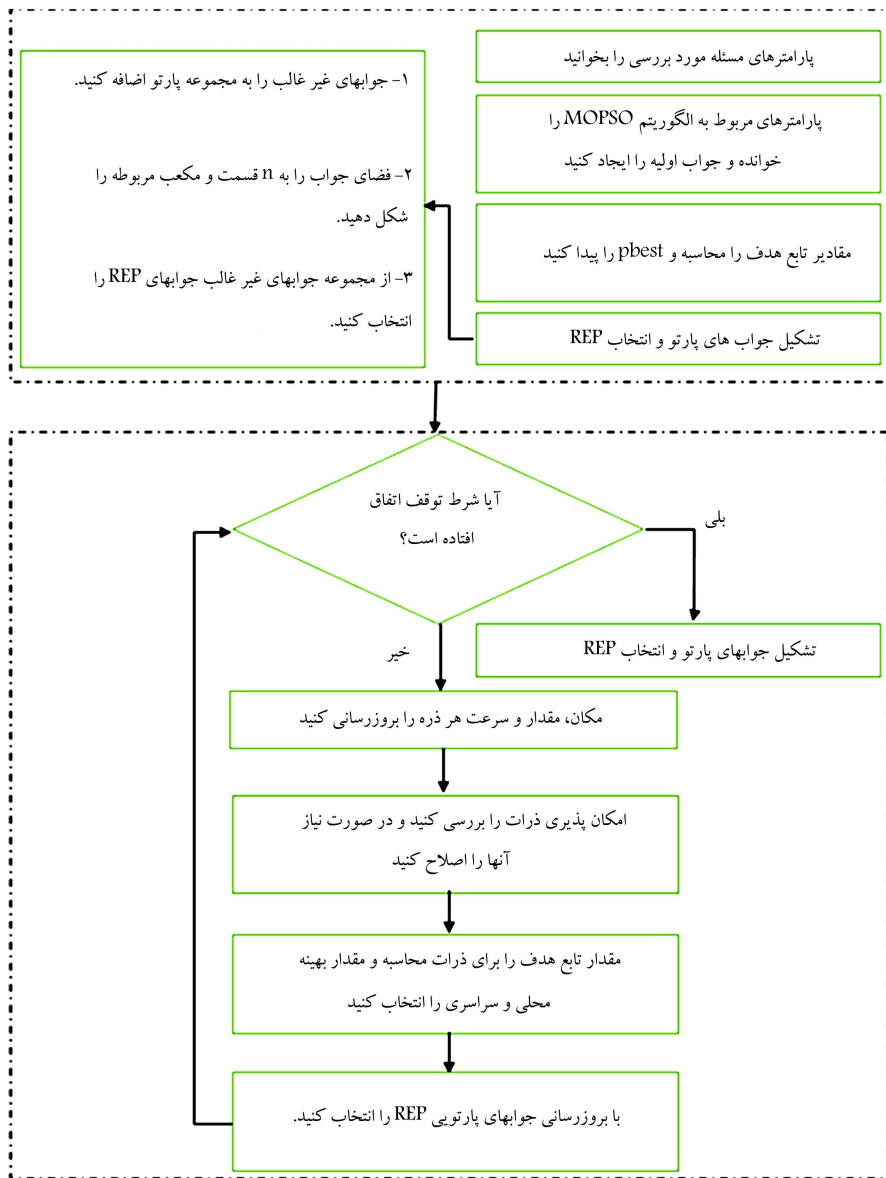 پارامترهای مسئله مورد بررسی را بخوانید
پارامترهای مربوط به الگوریتم MOPSO را
خوانده و جواب اولیه را ایجاد کنید
مقادیر تابع هدف را محاسبه و pbest را پیدا کنید
تشکیل جواب های پارتو و انتخاب REP
۱- جوابهای غیر غالب را به مجموعه پارتو اضافه کنید.
۲- فضای جواب را به n قسمت و مکعب مربوطه را
شکل دهید.
۳- از مجموعه جوابهای غیر غالب جوابهای REP را
انتخاب کنید.
آیا شرط توقف اتفاق
افتاده است؟
بلی
تشکیل جوابهای پارتو و انتخاب REP
خیر
مکان، مقدار و سرعت هر ذره را بروزرسانی کنید
امکان پذیری ذرات را بررسی کنید و در صورت نیاز
آنها را اصلاح کنید
مقدار تابع هدف را برای ذرات محاسبه و مقدار بهینه
محلی و سراسری را انتخاب کنید
با بروزرسانی جوابهای پارتویی REP را انتخاب کنید.